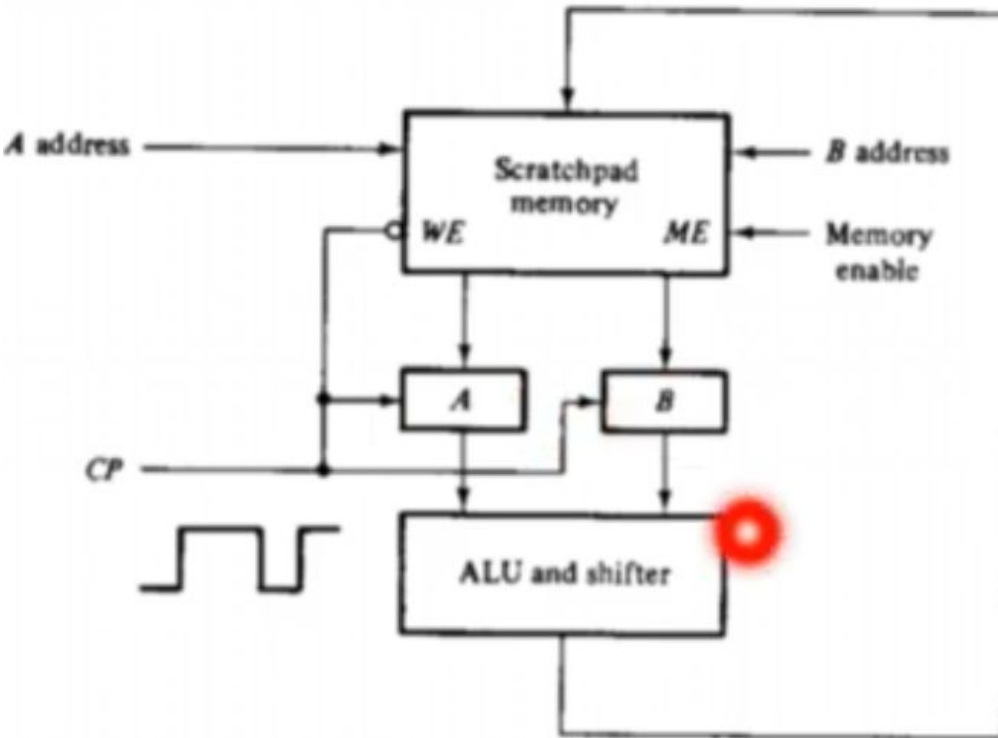 A address
Scratchpad
memory
B address
WE
ME
Memory
enable
A
B
CP
ALU and shifter